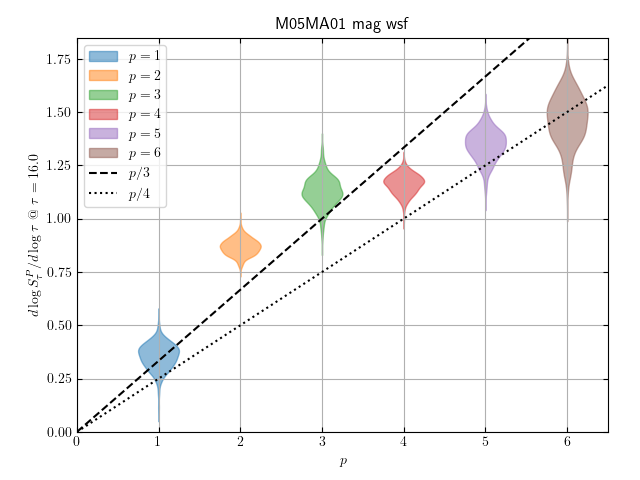 M05MA01 mag wsf
d log S_τ^P / d log τ @ τ = 16.0
1.75
1.50
1.25
1.00
0.75
0.50
0.25
0.00
p = 1
p = 2
p = 3
p = 4
p = 5
p = 6
p/3
p/4
0 1 2 3 4 5 6
p